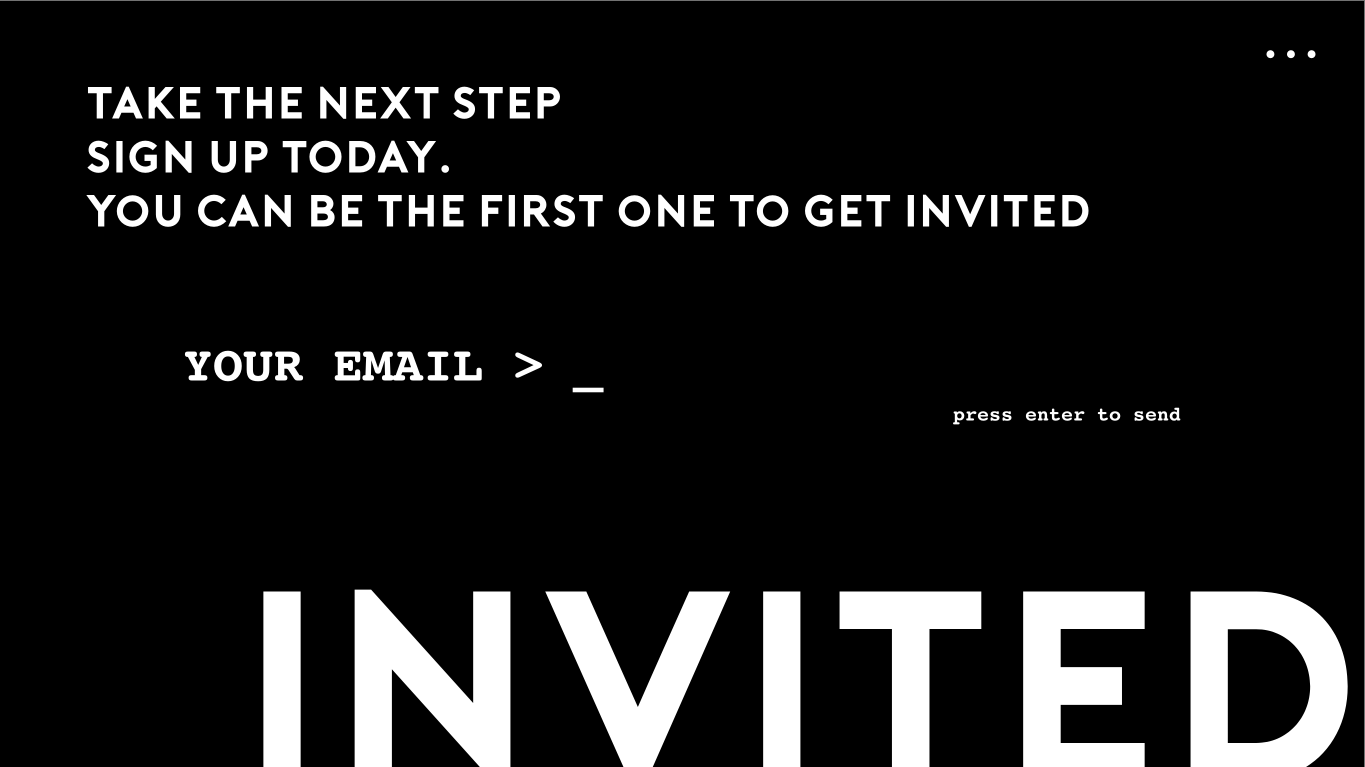 TAKE THE NEXT STEP
SIGN UP TODAY.
YOU CAN BE THE FIRST ONE TO GET INVITED
YOUR EMAIL > _
press enter to send
INVITED